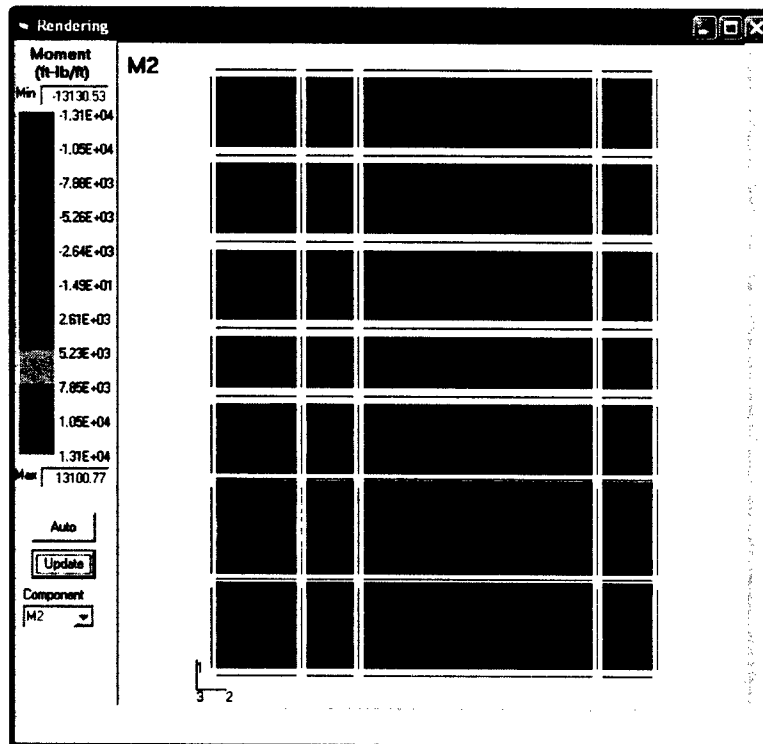 Rendering
Moment
(ft-lb/ft)
Min -13130.53
-1.31E+04
-1.05E+04
-7.88E+03
-5.26E+03
-2.64E+03
-1.49E+01
2.61E+03
5.23E+03
7.85E+03
1.05E+04
1.31E+04
Max 13100.77
Auto
Update
Component
M2
M2
1
3 2